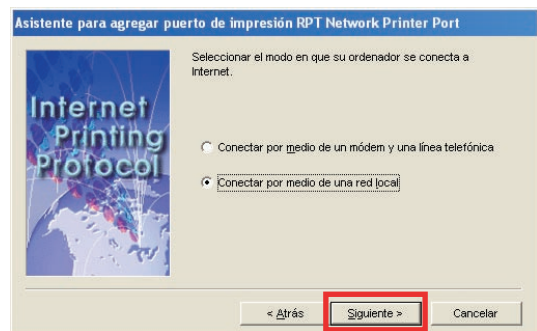 Asistente para agregar puerto de impresión RPT Network Printer Port
Seleccionar el modo en que su ordenador se conecta a
Internet.
Internet
Printing
Protocol
Conectar por medio de un módem y una línea telefónica
Conectar por medio de una red local
< Atrás
Siguiente >
Cancelar